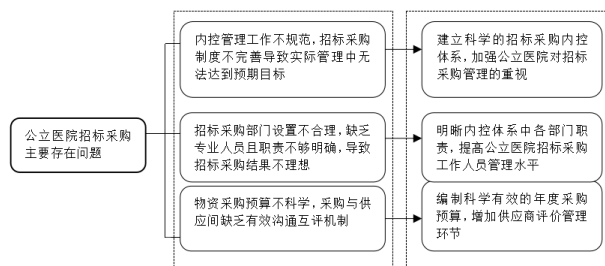 公立医院招标采购
主要存在问题
内控管理工作不规范，招标采购
制度不完善导致实际管理中无
法达到预期目标
建立科学的招标采购内控
体系，加强公立医院对招标
采购管理的重视
招标采购部门设置不合理，缺乏
专业人员且职责不够明确，导致
招标采购结果不理想
明晰内控体系中各部门职
责，提高公立医院招标采购
工作人员管理水平
物资采购预算不科学，采购与供
应间缺乏有效沟通互评机制
编制科学有效的年度采购
预算，增加供应商评价管理
环节